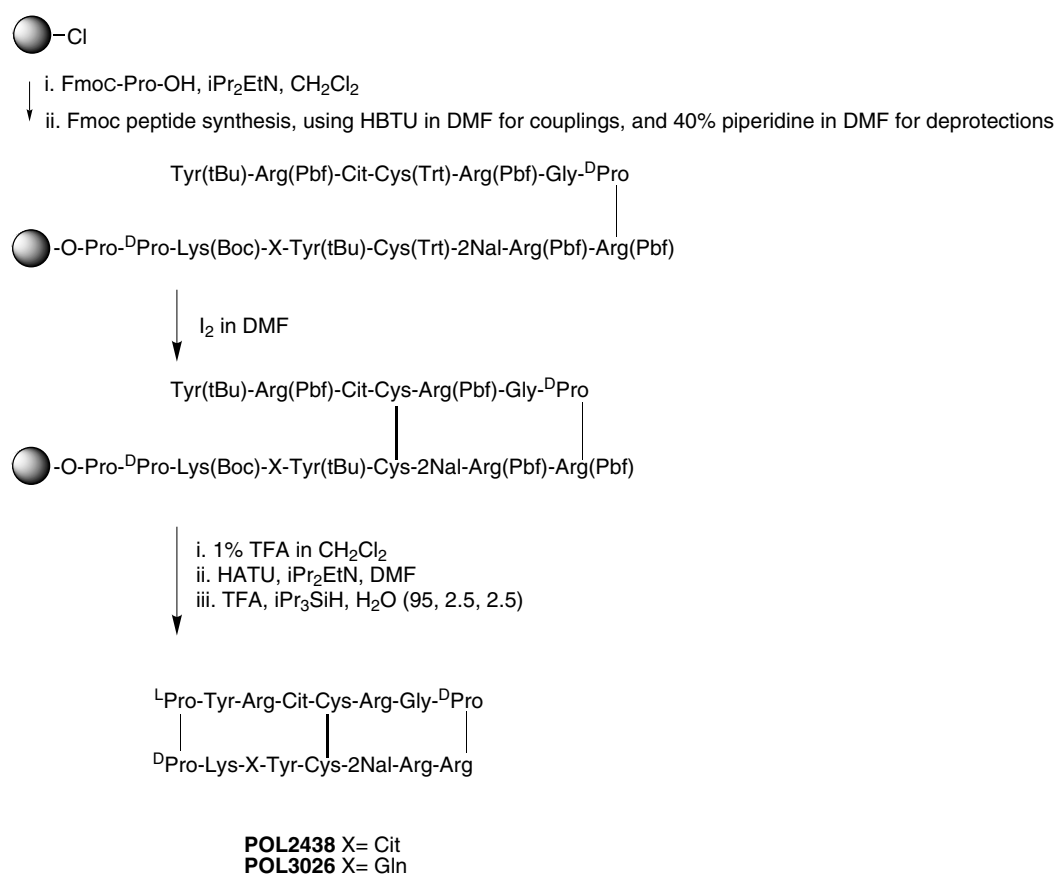 -Cl
i. FmoC-Pro-OH, iPr2EtN, CH2Cl2
ii. Fmoc peptide synthesis, using HBTU in DMF for couplings, and 40% piperidine in DMF for deprotections
Tyr(tBu)-Arg(Pbf)-Cit-Cys(Trt)-Arg(Pbf)-Gly-DPro
-O-Pro-DPro-Lys(Boc)-X-Tyr(tBu)-Cys(Trt)-2Nal-Arg(Pbf)-Arg(Pbf)
I2 in DMF
Tyr(tBu)-Arg(Pbf)-Cit-Cys-Arg(Pbf)-Gly-DPro
-O-Pro-DPro-Lys(Boc)-X-Tyr(tBu)-Cys-2Nal-Arg(Pbf)-Arg(Pbf)
i. 1% TFA in CH2Cl2
ii. HATU, iPr2EtN, DMF
iii. TFA, iPr3SiH, H2O (95, 2.5, 2.5)
LPro-Tyr-Arg-Cit-Cys-Arg-Gly-DPro
DPro-Lys-X-Tyr-Cys-2Nal-Arg-Arg
POL2438 X= Cit
POL3026 X= Gln